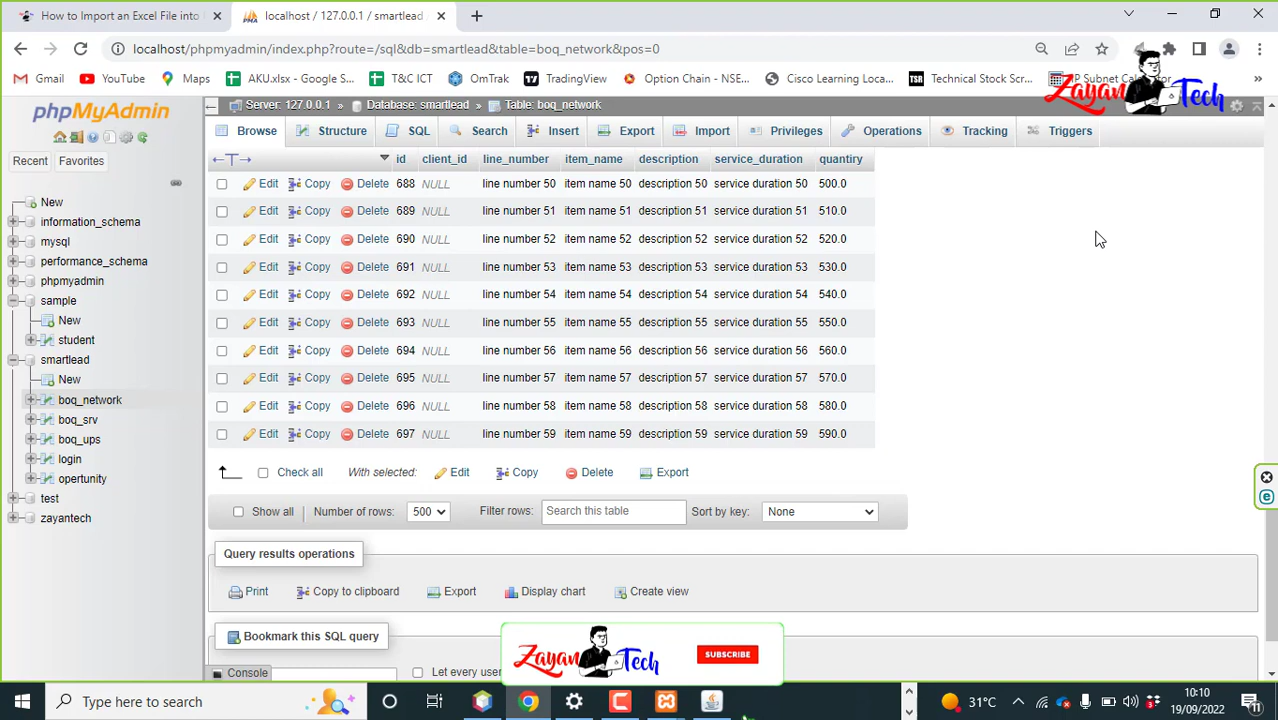 How to Import an Excel File into
localhost / 127.0.0.1 / smartlead
localhost/phpmyadmin/index.php?route=/sql&db=smartlead&table=boq_network&pos=0
Gmail YouTube Maps AKU.xlsx - Google S... T&C ICT OmTrak TradingView Option Chain - NSE... Cisco Learning Loca... TSR Technical Stock Scr... IP Subnet Calculator
Zayan Tech
phpMyAdmin
Recent Favorites
New
information_schema
mysql
performance_schema
phpmyadmin
sample
New
student
smartlead
New
boq_network
boq_srv
boq_ups
login
opertunity
test
zayantech
Server: 127.0.0.1 » Database: smartlead » Table: boq_network
Browse Structure SQL Search Insert Export Import Privileges Operations Tracking Triggers
id client_id line_number item_name description service_duration quantiry
Edit Copy Delete 688 NULL line number 50 item name 50 description 50 service duration 50 500.0
Edit Copy Delete 689 NULL line number 51 item name 51 description 51 service duration 51 510.0
Edit Copy Delete 690 NULL line number 52 item name 52 description 52 service duration 52 520.0
Edit Copy Delete 691 NULL line number 53 item name 53 description 53 service duration 53 530.0
Edit Copy Delete 692 NULL line number 54 item name 54 description 54 service duration 54 540.0
Edit Copy Delete 693 NULL line number 55 item name 55 description 55 service duration 55 550.0
Edit Copy Delete 694 NULL line number 56 item name 56 description 56 service duration 56 560.0
Edit Copy Delete 695 NULL line number 57 item name 57 description 57 service duration 57 570.0
Edit Copy Delete 696 NULL line number 58 item name 58 description 58 service duration 58 580.0
Edit Copy Delete 697 NULL line number 59 item name 59 description 59 service duration 59 590.0
Check all With selected: Edit Copy Delete Export
Show all Number of rows: 500 Filter rows: Search this table Sort by key: None
Query results operations
Print Copy to clipboard Export Display chart Create view
Bookmark this SQL query
Console
Let every user
Zayan Tech SUBSCRIBE
Type here to search
31°C
10:10
19/09/2022
11